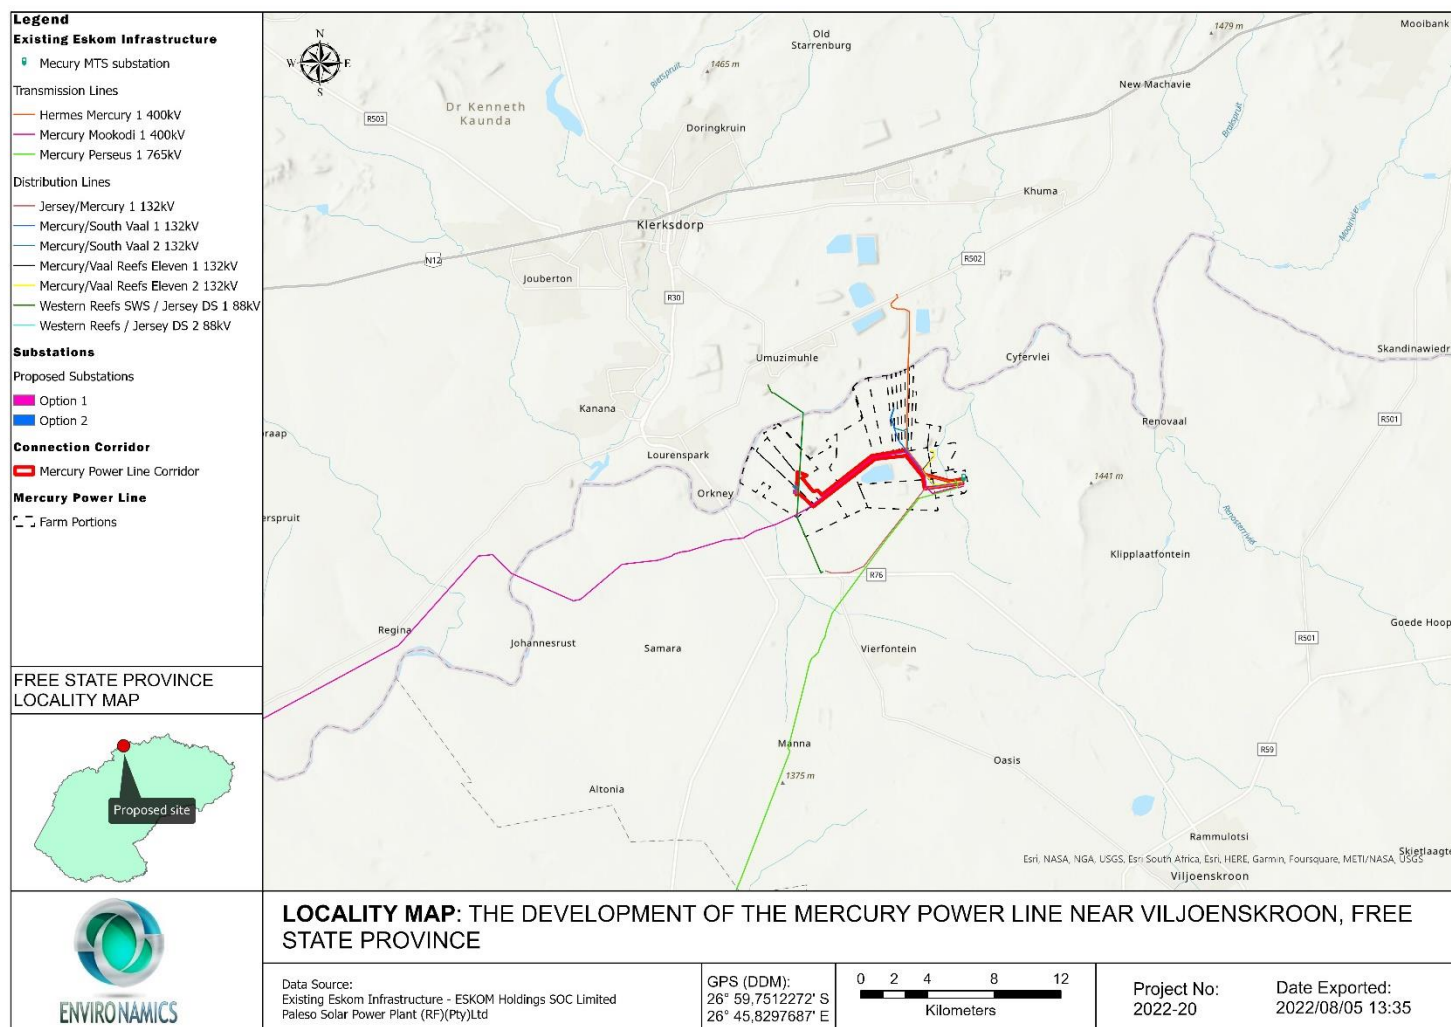 Legend
Existing Eskom Infrastructure
Mecury MTS substation
Transmission Lines
Hermes Mercury 1 400kV
Mercury Mookodi 1 400kV
Mercury Perseus 1 765kV
Distribution Lines
Jersey/Mercury 1 132kV
Mercury/South Vaal 1 132kV
Mercury/South Vaal 2 132kV
Mercury/Vaal Reefs Eleven 1 132kV
Mercury/Vaal Reefs Eleven 2 132kV
Western Reefs SWS / Jersey DS 1 88kV
Western Reefs / Jersey DS 2 88kV
Substations
Proposed Substations
Option 1
Option 2
Connection Corridor
Mercury Power Line Corridor
Mercury Power Line
Farm Portions
FREE STATE PROVINCE
LOCALITY MAP
Proposed site
ENVIRONAMICS
N
W
E
S
Old
Starrenburg
1479 m
Mooibank
Rietspruit
1465 m
New Machavie
Dr Kenneth
Kaunda
R503
Doringkruin
Braklspruit
Khuma
Klerksdorp
Mooirivier
N12
Jouberton
R502
R30
Umuzimuhle
Cyfervlei
Skandinawiedr
Kanana
Renovaal
R501
raap
Lourenspark
Orkney
1441 m
erspruit
Renosterrivid
Klipplaatfontein
R76
Regina
Johannesrust
Samara
Vierfontein
R501
Goede Hoop
Manna
1375 m
Oasis
R59
Altonia
Rammulotsi
Skietlaagte
Esri, NASA, NGA, USGS, Esri South Africa, Esri, HERE, Garmin, Foursquare, METI/NASA, USGS
Viljoenskroon
LOCALITY MAP: THE DEVELOPMENT OF THE MERCURY POWER LINE NEAR VILJOENSKROON, FREE
STATE PROVINCE
Data Source:
Existing Eskom Infrastructure - ESKOM Holdings SOC Limited
Paleso Solar Power Plant (RF)(Pty)Ltd
GPS (DDM):
26° 59,7512272' S
26° 45,8297687' E
0 2 4 8 12
Kilometers
Project No:
2022-20
Date Exported:
2022/08/05 13:35